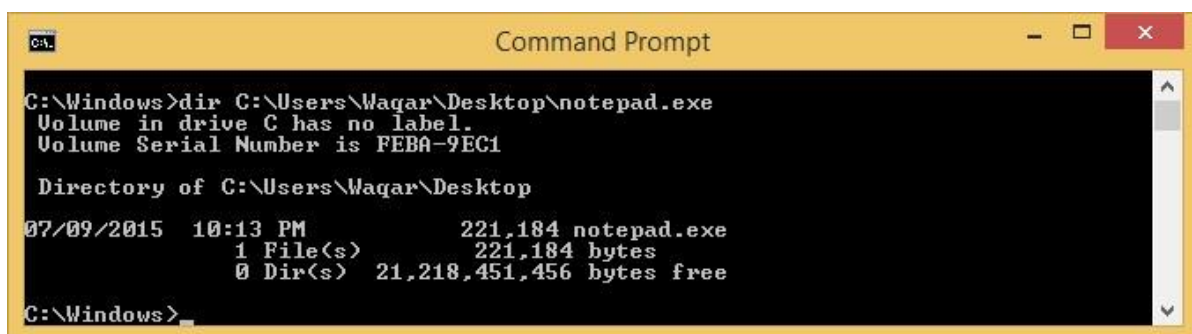 Command Prompt
C:\Windows>dir C:\Users\Waqar\Desktop\notepad.exe
Volume in drive C has no label.
Volume Serial Number is FEBA-9EC1
Directory of C:\Users\Waqar\Desktop
07/09/2015  10:13 PM           221,184 notepad.exe
1 File(s)        221,184 bytes
0 Dir(s)  21,218,451,456 bytes free
C:\Windows>_